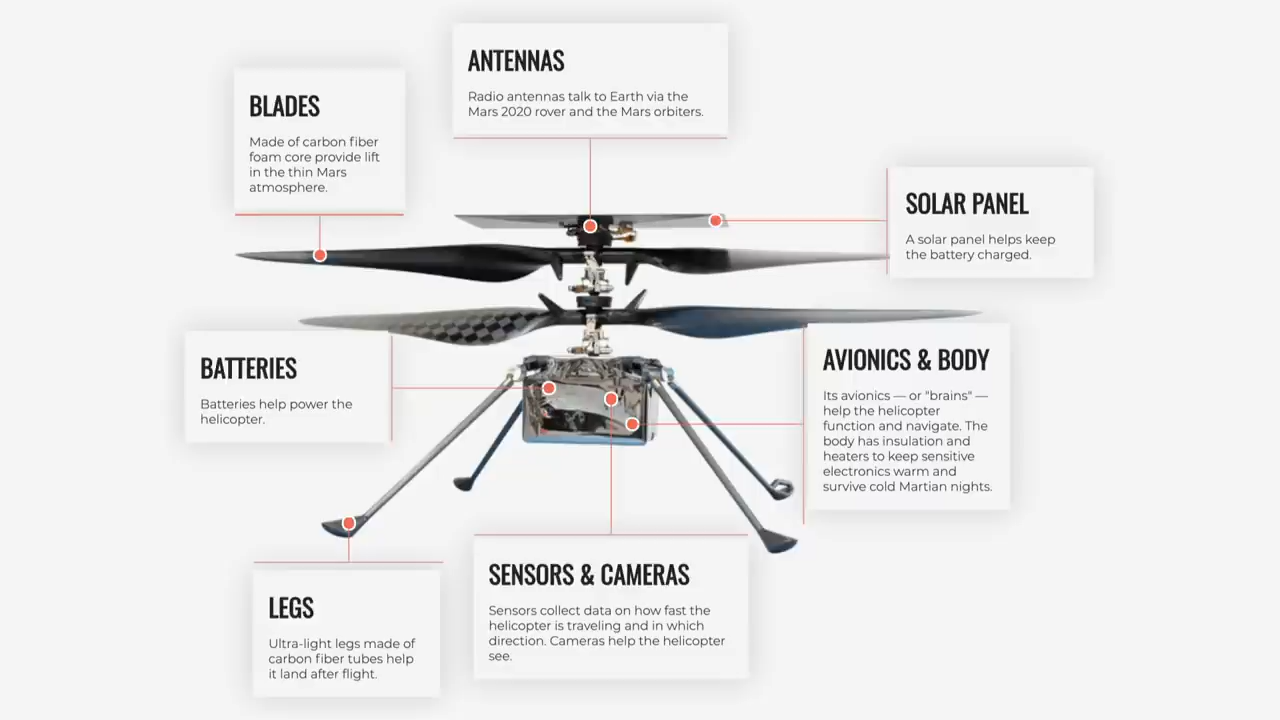 ANTENNAS
Radio antennas talk to Earth via the
Mars 2020 rover and the Mars orbiters.
BLADES
Made of carbon fiber
foam core provide lift
in the thin Mars
atmosphere.
SOLAR PANEL
A solar panel helps keep
the battery charged.
BATTERIES
Batteries help power the
helicopter.
AVIONICS & BODY
Its avionics — or "brains" —
help the helicopter
function and navigate. The
body has insulation and
heaters to keep sensitive
electronics warm and
survive cold Martian nights.
SENSORS & CAMERAS
Sensors collect data on how fast the
helicopter is traveling and in which
direction. Cameras help the helicopter
see.
LEGS
Ultra-light legs made of
carbon fiber tubes help
it land after flight.